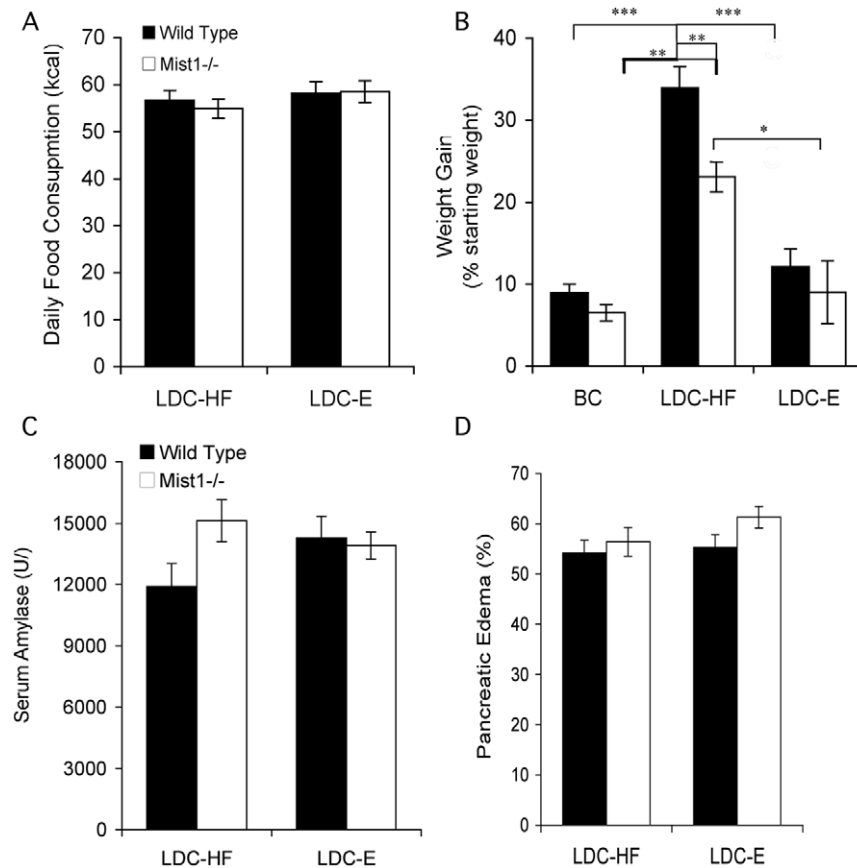 A
70
60
50
40
30
20
10
0
Daily Food Consupmtion (kcal)
Wild Type
Mist1-/-
LDC-HF
LDC-E
B
***
***
**
**
*
40
30
20
10
0
Weight Gain
(% starting weight)
BC
LDC-HF
LDC-E
C
18000
15000
12000
9000
6000
3000
0
Serum Amylase (U/)
Wild Type
Mist1-/-
LDC-HF
LDC-E
D
70
60
50
40
30
20
10
0
Pancreatic Edema (%)
LDC-HF
LDC-E